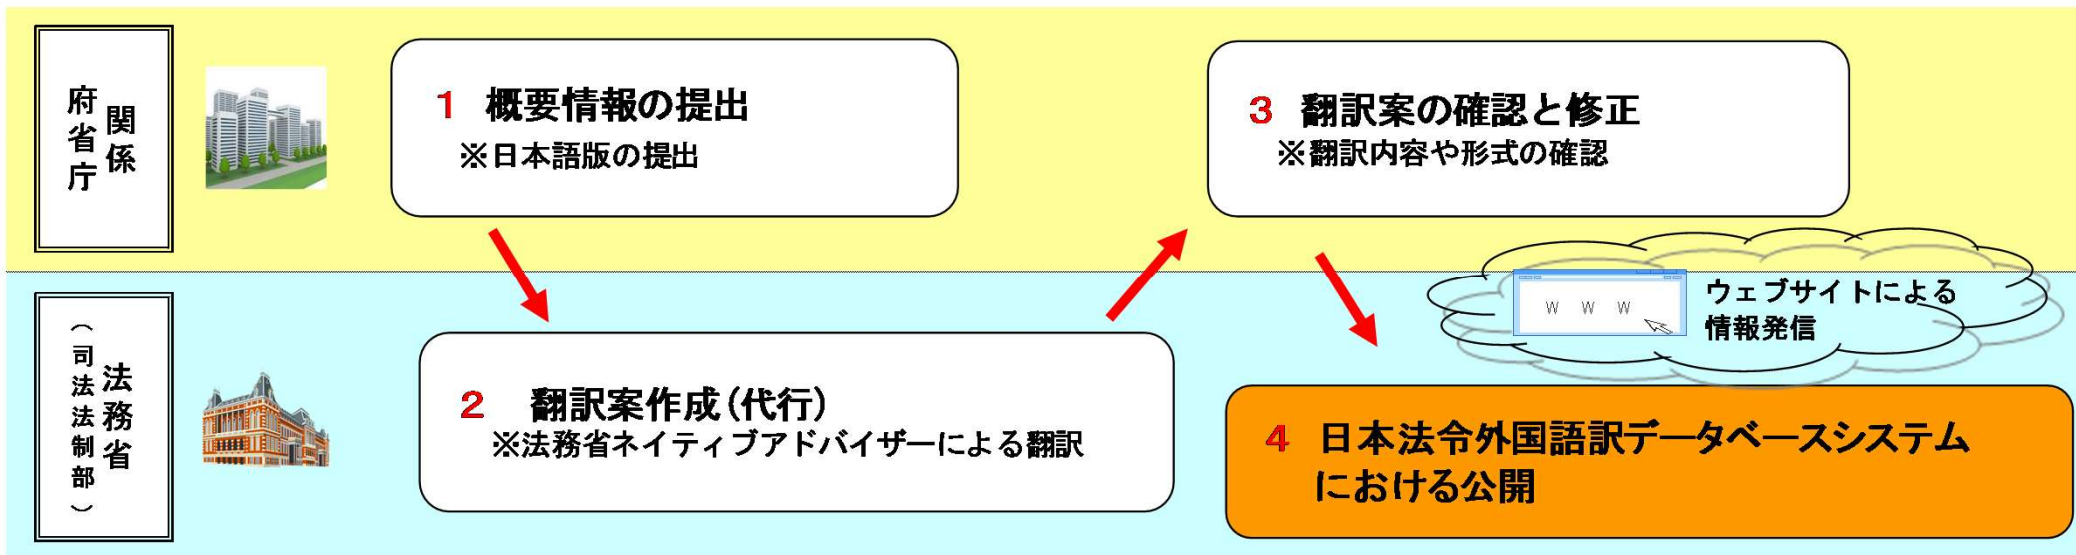 関係
府省庁
1 概要情報の提出
※日本語版の提出
3 翻訳案の確認と修正
※翻訳内容や形式の確認
法務省
（司法法制部）
2 翻訳案作成（代行）
※法務省ネイティブアドバイザーによる翻訳
W W W
ウェブサイトによる
情報発信
4 日本法令外国語訳データベースシステム
における公開